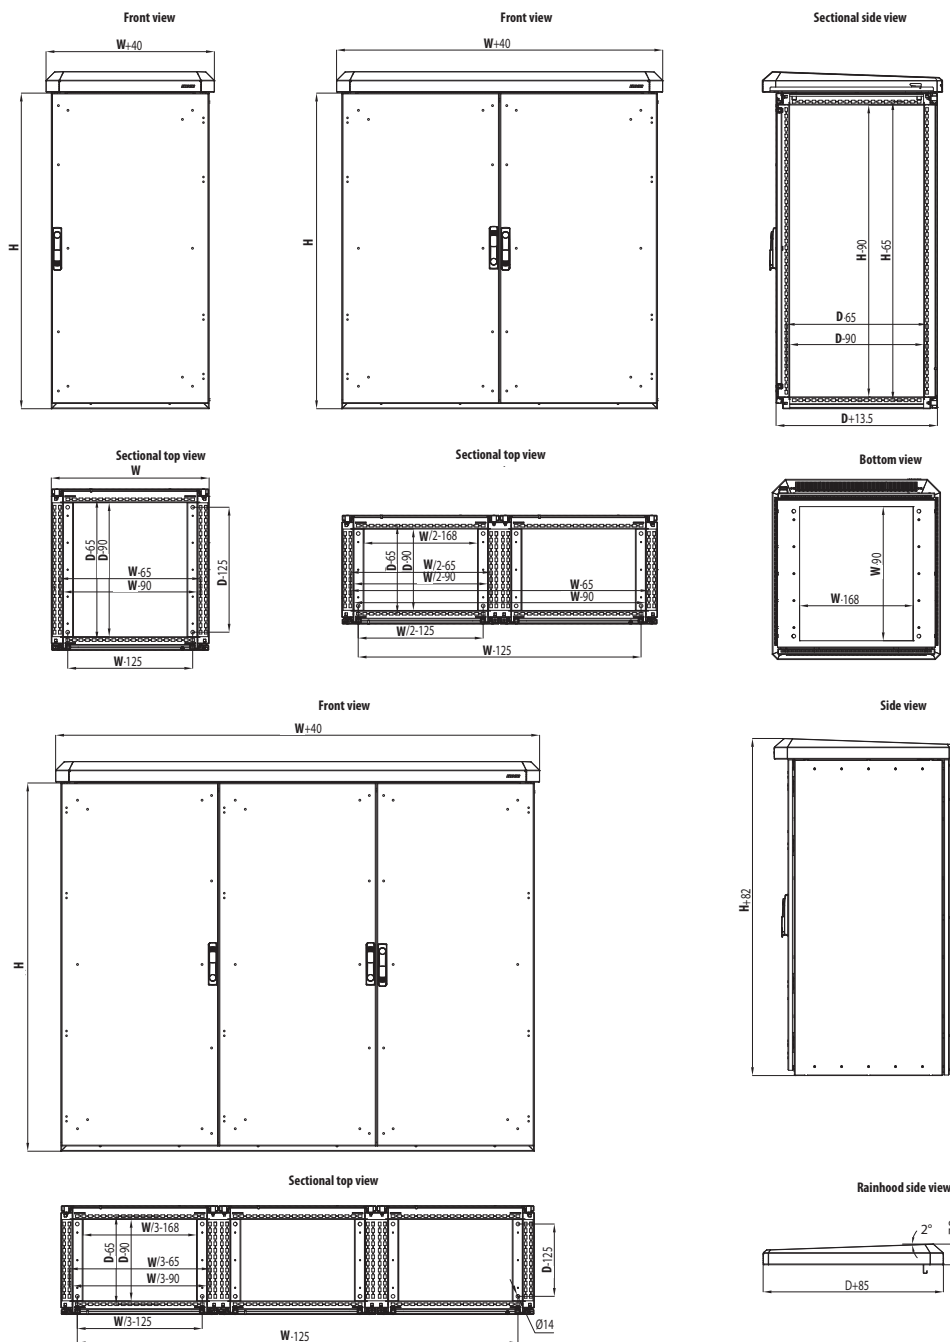 Front view
Front view
Sectional side view
W+40
W+40
H
H
H-90
H-65
D-65
D-90
D+13.5
Sectional top view
W
Sectional top view
Bottom view
D-65
D-90
D-125
W-65
W-90
W-125
W/2-168
D-65
D-90
W/2-65
W/2-90
W-65
W-90
W/2-125
W-125
W-90
W-168
Front view
Side view
W+40
H
H+82
Sectional top view
Rainhood side view
W/3-168
D-65
D-90
W/3-65
W/3-90
D-125
W/3-125
W-125
Ø14
2°
D+85